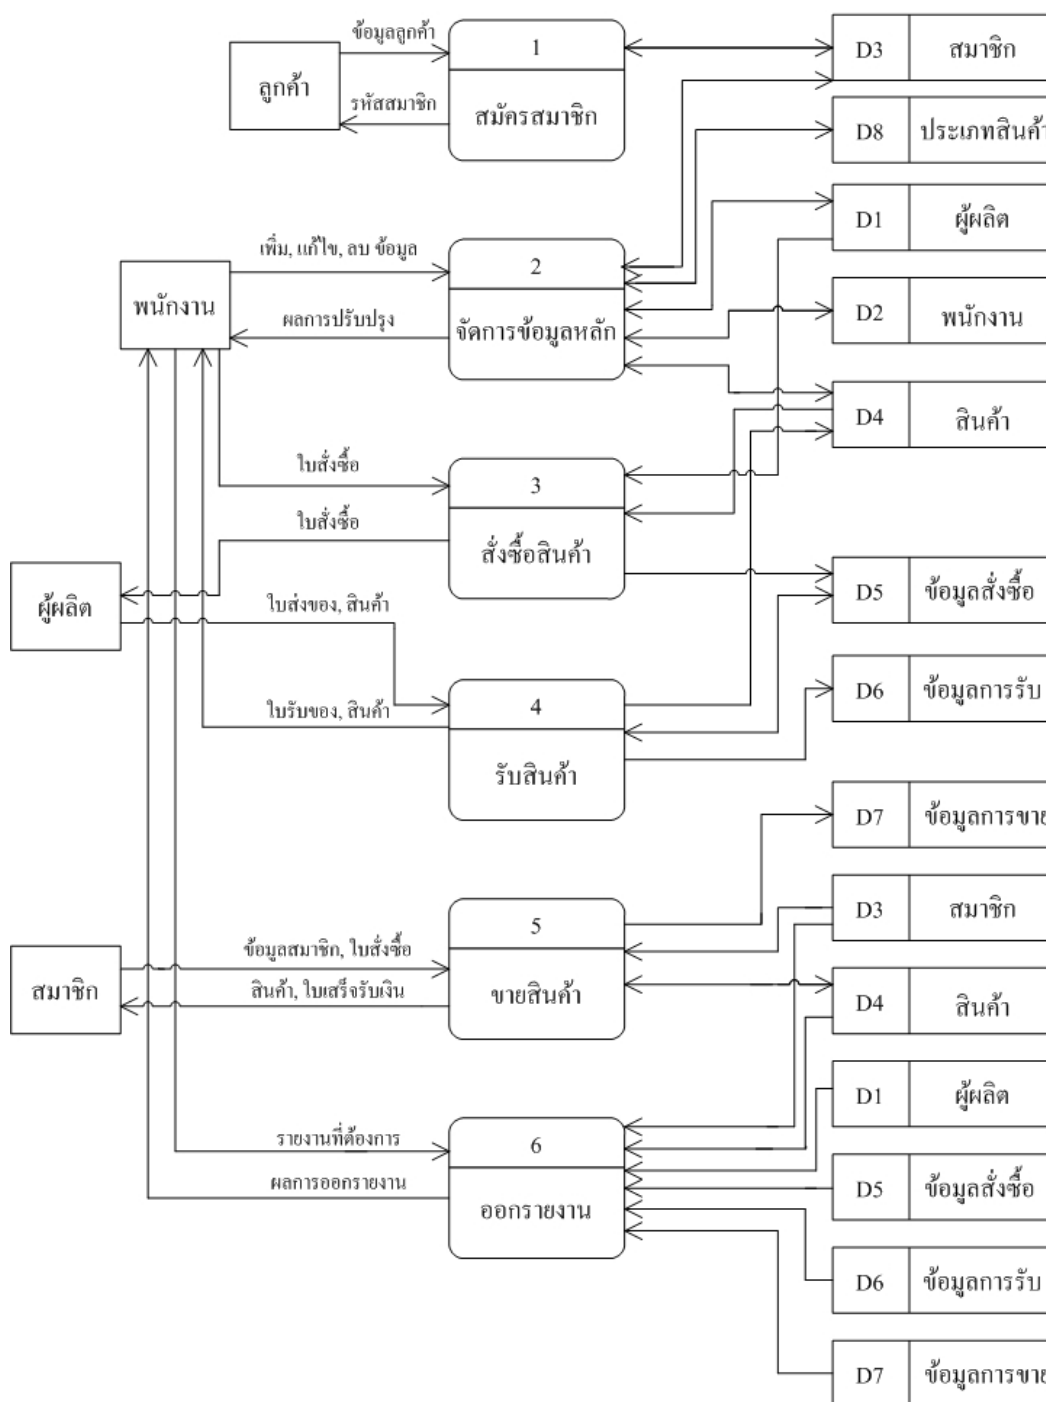 ข้อมูลลูกค้า
1
D3 สมาชิก
ลูกค้า
รหัสสมาชิก
สมัครสมาชิก
D8 ประเภทสินค้า
D1 ผู้ผลิต
เพิ่ม, แก้ไข, ลบ ข้อมูล
2
พนักงาน
ผลการปรับปรุง
จัดการข้อมูลหลัก
D2 พนักงาน
D4 สินค้า
ใบสั่งซื้อ
3
ใบสั่งซื้อ
สั่งซื้อสินค้า
D5 ข้อมูลสั่งซื้อ
ผู้ผลิต
ใบส่งของ, สินค้า
D6 ข้อมูลการรับ
ใบรับของ, สินค้า
4
รับสินค้า
D7 ข้อมูลการขาย
D3 สมาชิก
5
ข้อมูลสมาชิก, ใบสั่งซื้อ
สมาชิก
สินค้า, ใบเสร็จรับเงิน
ขายสินค้า
D4 สินค้า
D1 ผู้ผลิต
รายงานที่ต้องการ
6
ผลการออกรายงาน
ออกรายงาน
D5 ข้อมูลสั่งซื้อ
D6 ข้อมูลการรับ
D7 ข้อมูลการขาย